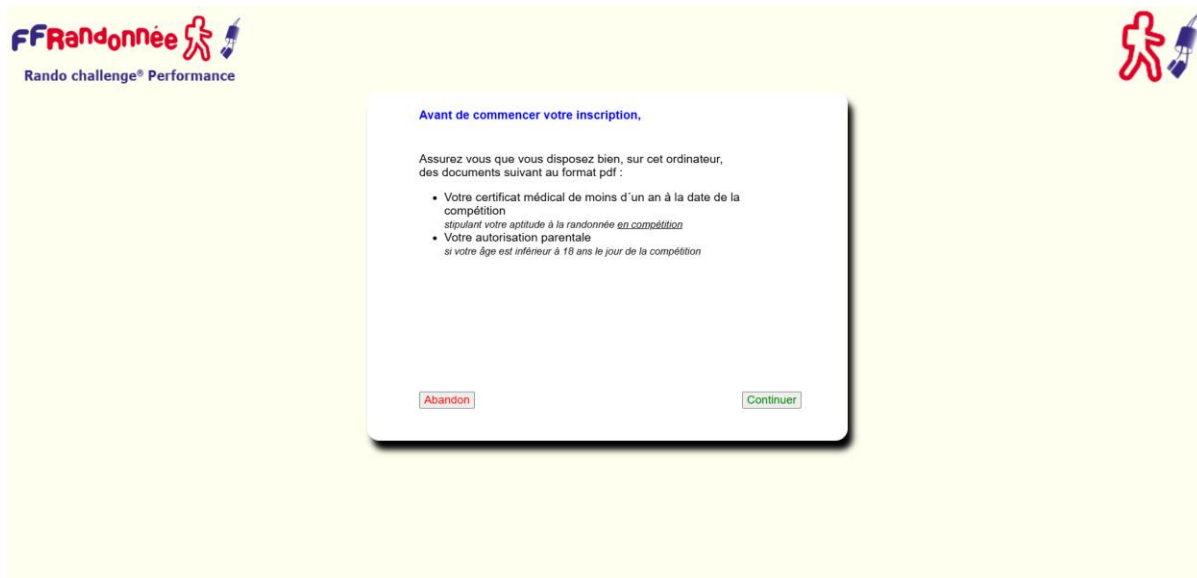 FFRandonnée
Rando challenge® Performance
Avant de commencer votre inscription,
Assurez vous que vous disposez bien, sur cet ordinateur,
des documents suivant au format pdf :
• Votre certificat médical de moins d´un an à la date de la
compétition
stipulant votre aptitude à la randonnée en compétition
• Votre autorisation parentale
si votre âge est inférieur à 18 ans le jour de la compétition
Abandon
Continuer